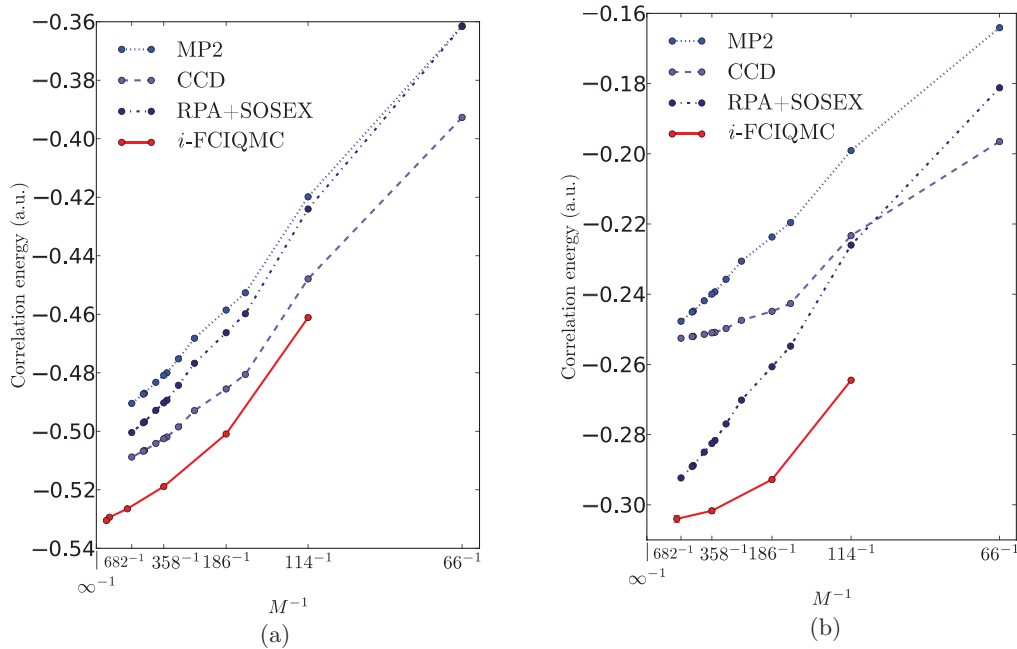 −0.36
−0.38
−0.40
−0.42
−0.44
−0.46
−0.48
−0.50
−0.52
−0.54
Correlation energy (a.u.)
MP2
CCD
RPA+SOSEX
i-FCIQMC
682⁻¹ 358⁻¹ 186⁻¹ 114⁻¹ 66⁻¹
∞⁻¹
M⁻¹
(a)
−0.16
−0.18
−0.20
−0.22
−0.24
−0.26
−0.28
−0.30
Correlation energy (a.u.)
MP2
CCD
RPA+SOSEX
i-FCIQMC
682⁻¹ 358⁻¹ 186⁻¹ 114⁻¹ 66⁻¹
∞⁻¹
M⁻¹
(b)